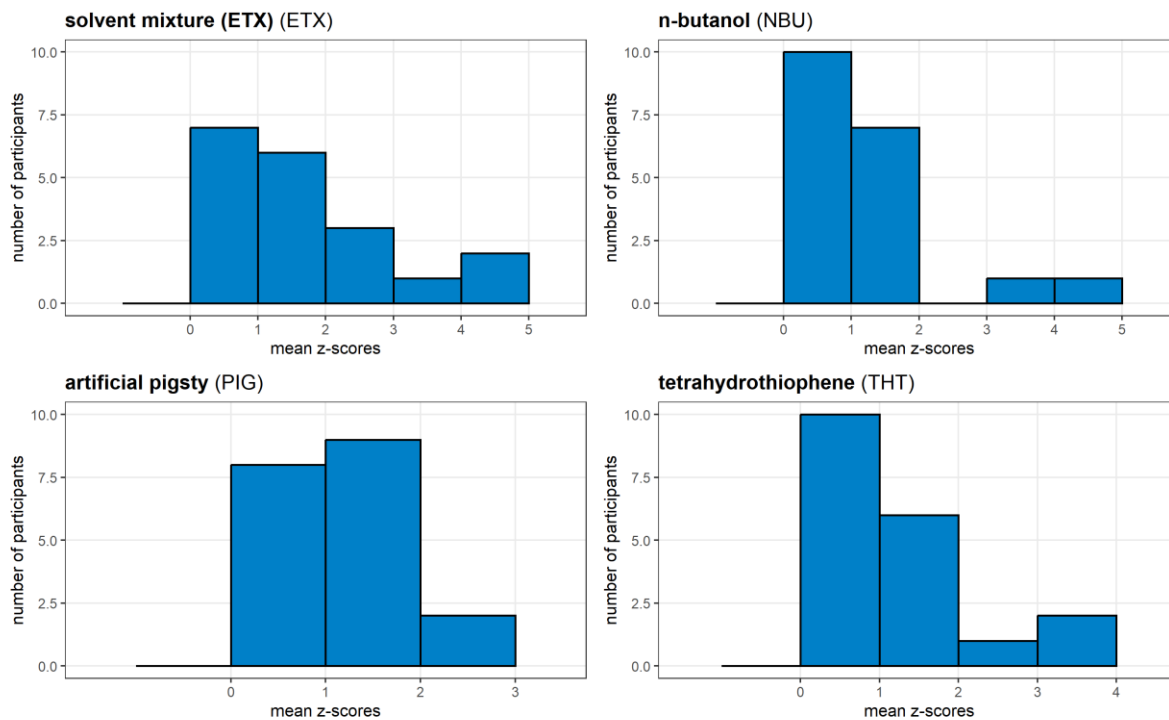 solvent mixture (ETX) (ETX)
number of participants
10.0
7.5
5.0
2.5
0.0
0 1 2 3 4 5
mean z-scores
n-butanol (NBU)
number of participants
10.0
7.5
5.0
2.5
0.0
0 1 2 3 4 5
mean z-scores
artificial pigsty (PIG)
number of participants
10.0
7.5
5.0
2.5
0.0
0 1 2 3
mean z-scores
tetrahydrothiophene (THT)
number of participants
10.0
7.5
5.0
2.5
0.0
0 1 2 3 4
mean z-scores